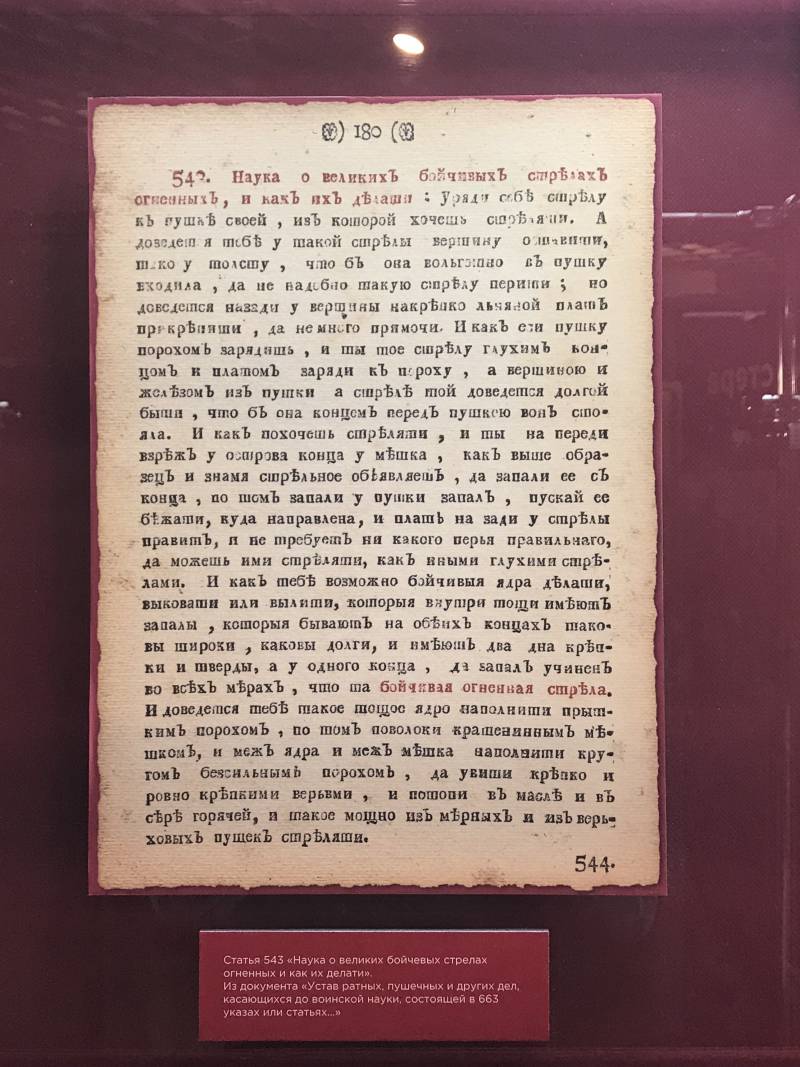 ) 180 (
543. Наука о великихЪ бойчивыхЪ стрѣлахЪ
огненныхЪ, и какЪ ихЪ дѣлати : Уряди себѣ стрѣлу
кЪ пушкѣ своей , изЪ которой хочешь стрѣляти. А
доведется тебѣ у такой стрѣлы вершину оставити,
тако у толсту , что бЪ она вольготно вЪ пушку
входила , да не надобно такую стрѣлу перити ; но
доведется назади у вершины накрѣпко льняной платЪ
прикрѣпити , да немного прямочи. И какЪ сти пушку
порохомЪ зарядишь , и ты тое стрѣлу глухимЪ кон-
цомЪ и платомЪ заряди кЪ пороху , а вершиною и
желѣзомЪ изЪ пушки а стрѣлѣ той доведется долгой
быти , что бЪ она концемЪ передЪ пушкею вонЪ сто-
яла. И какЪ похочешь стрѣляти , и ты на переди
взрѣжЪ у острова конца у мѣшка , какЪ выше обра-
зецЪ и знамя стрѣльное обЪявляетЪ , да запали ее сЪ
конца , по томЪ запали у пушки запалЪ , пускай ее
бѣжати, куда направлена, и платЪ на зади у стрѣлы
правитЪ, и не требуетЪ ни какого перья правильнаго,
да можешь ими стрѣляти, какЪ иными глухими стрѣ-
лами. И какЪ тебѣ возможно бойчивыя ядра дѣлати,
выковати или вылити, которыя внутри тощи имѣютЪ
запалы , которыя бываютЪ на обѣихЪ концахЪ тако-
вы широки , каковы долги, и имѣютЪ два дна крѣп-
ки и тверды, а у одного конца , да запалЪ учиненЪ
во всѣхЪ мѣрахЪ , что та бойчивая огненная стрѣла.
И доведется тебѣ такое тощое ядро наполнити прыт-
кимЪ порохомЪ , по томЪ поволоки крашениннымЪ мѣ-
шкомЪ, и межЪ ядра и межЪ мѣшка наполнити кру-
гомЪ безсильнымЪ порохомЪ , да увити крѣпко и
ровно крѣпкими верьвми , и потопи вЪ маслѣ и вЪ
сѣрѣ горячей, и такое мощно изЪ мѣрныхЪ и изЪ верь-
ховыхЪ пушекЪ стрѣляти.
544.
Статья 543 «Наука о великих бойчевых стрелах
огненных и как их делати».
Из документа «Устав ратных, пушечных и других дел,
касающихся до воинской науки, состоящей в 663
указах или статьях...»